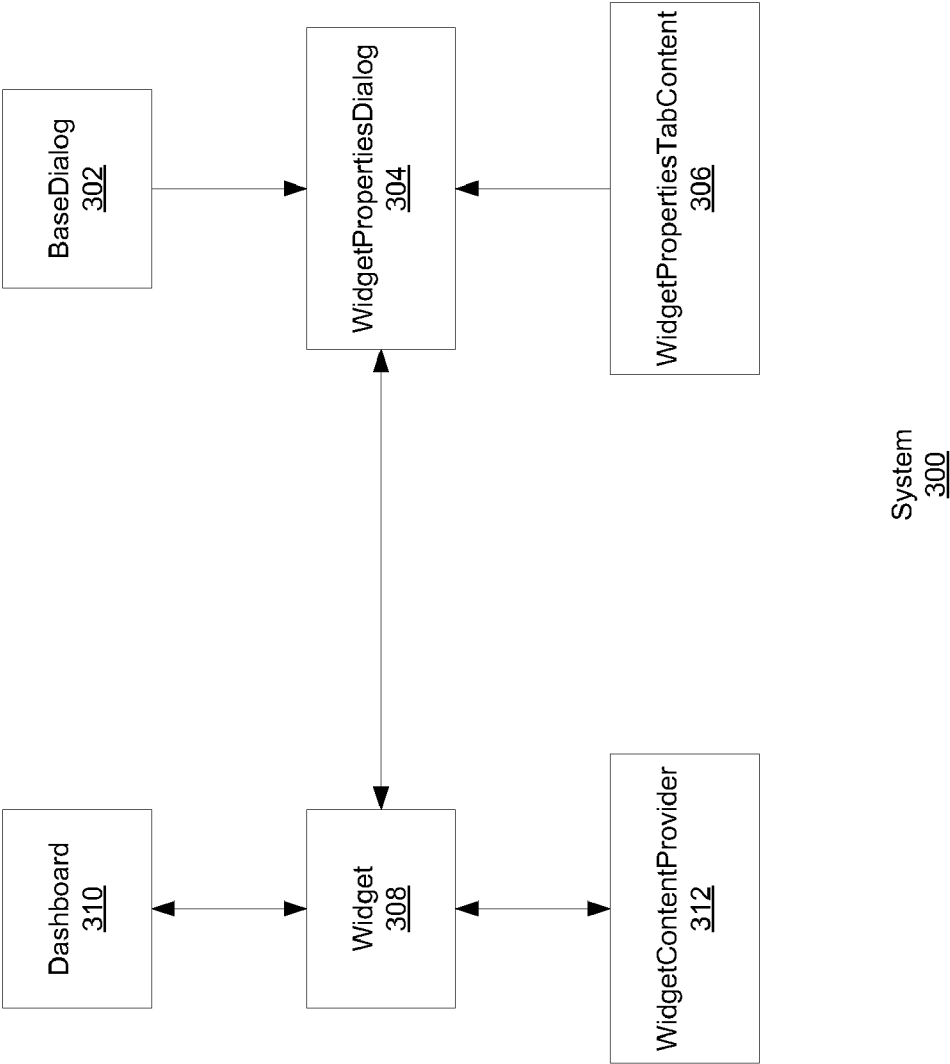 Dashboard
310
BaseDialog
302
Widget
308
WidgetPropertiesDialog
304
WidgetContentProvider
312
WidgetPropertiesTabContent
306
System
300